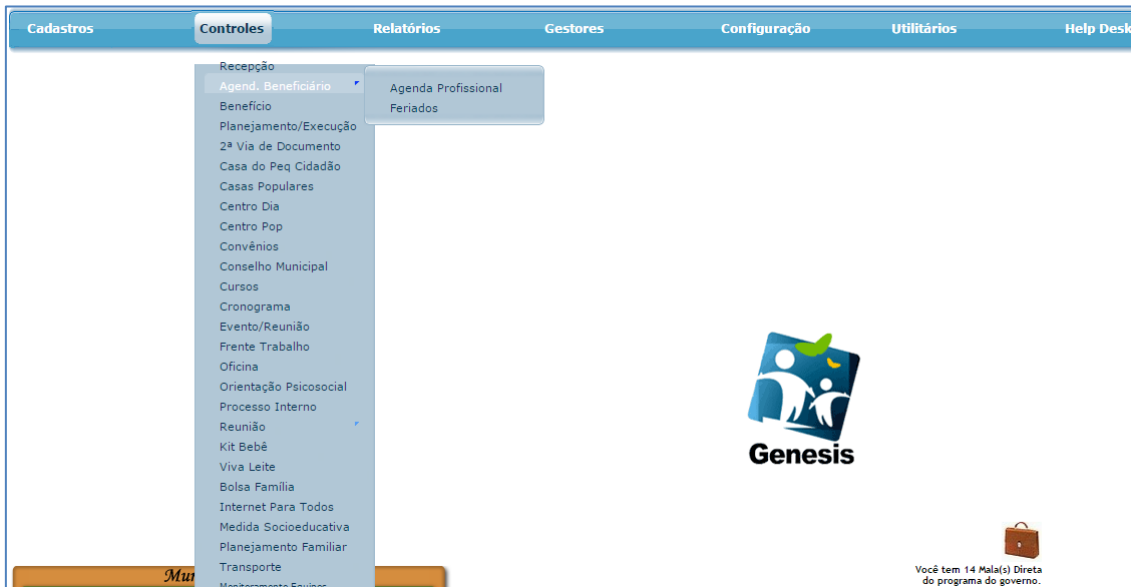 Cadastros Controles Relatórios Gestores Configuração Utilitários Help Desk
Recepção
Agend. Beneficiário
Agenda Profissional
Feriados
Benefício
Planejamento/Execução
2ª Via de Documento
Casa do Peq Cidadão
Casas Populares
Centro Dia
Centro Pop
Convênios
Conselho Municipal
Cursos
Cronograma
Evento/Reunião
Frente Trabalho
Oficina
Orientação Psicosocial
Processo Interno
Reunião
Kit Bebê
Viva Leite
Bolsa Família
Internet Para Todos
Medida Socioeducativa
Planejamento Familiar
Transporte
Monitoramento Equipes
Genesis
Você tem 14 Mala(s) Direta
do programa do governo.